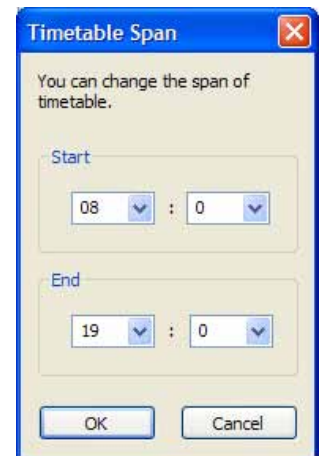 Timetable Span
You can change the span of
timetable.
Start
08 : 0
End
19 : 0
OK Cancel